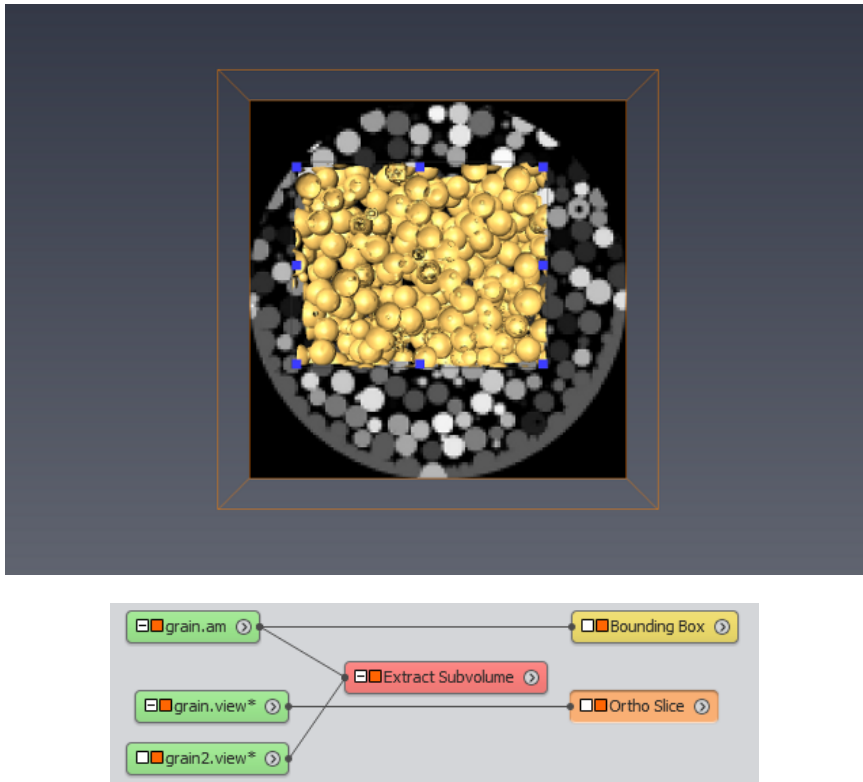 grain.am
Bounding Box
Extract Subvolume
grain.view*
Ortho Slice
grain2.view*